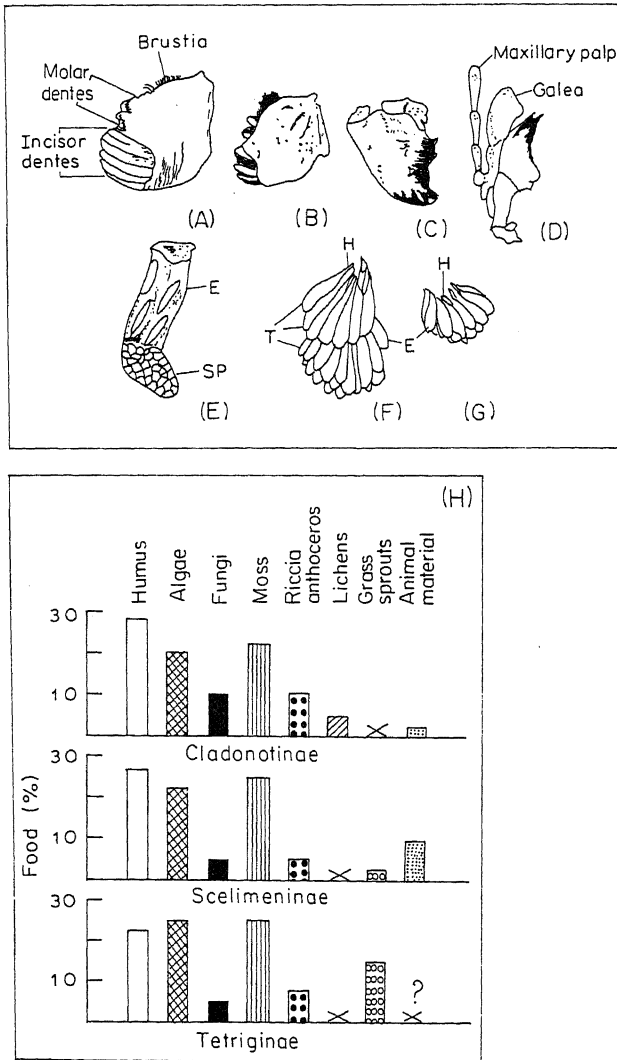 Brustia
Molar dentes
Incisor dentes
Maxillary palp
Galea
(A)
(B)
(C)
(D)
E
SP
H
T
E
H
(E)
(F)
(G)
(H)
Humus
Algae
Fungi
Moss
Riccia anthoceros
Lichens
Grass sprouts
Animal material
30
10
Cladonotinae
30
10
Scelimeninae
30
10
?
Tetriginae
Food (%)